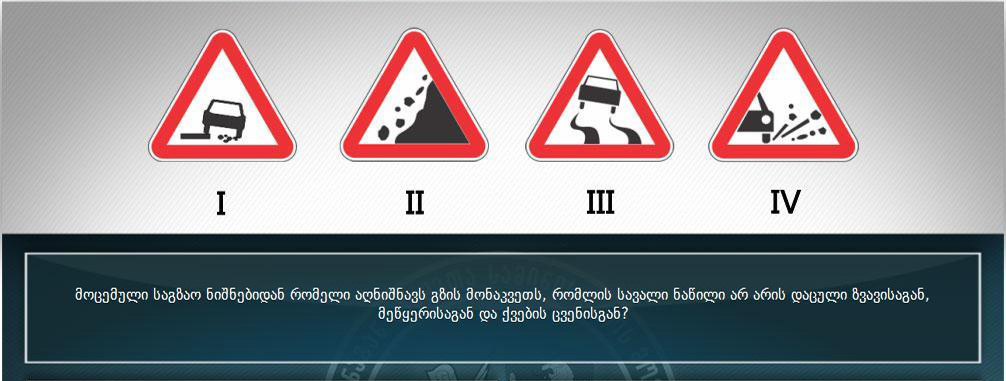 I II III IV
მოცემული საგზაო ნიშნებიდან რომელი აღნიშნავს გზის მონაკვეთს, რომლის სავალი ნაწილი არ არის დაცული ზვავისაგან,
მეწყერისაგან და ქვების ცვენისგან?